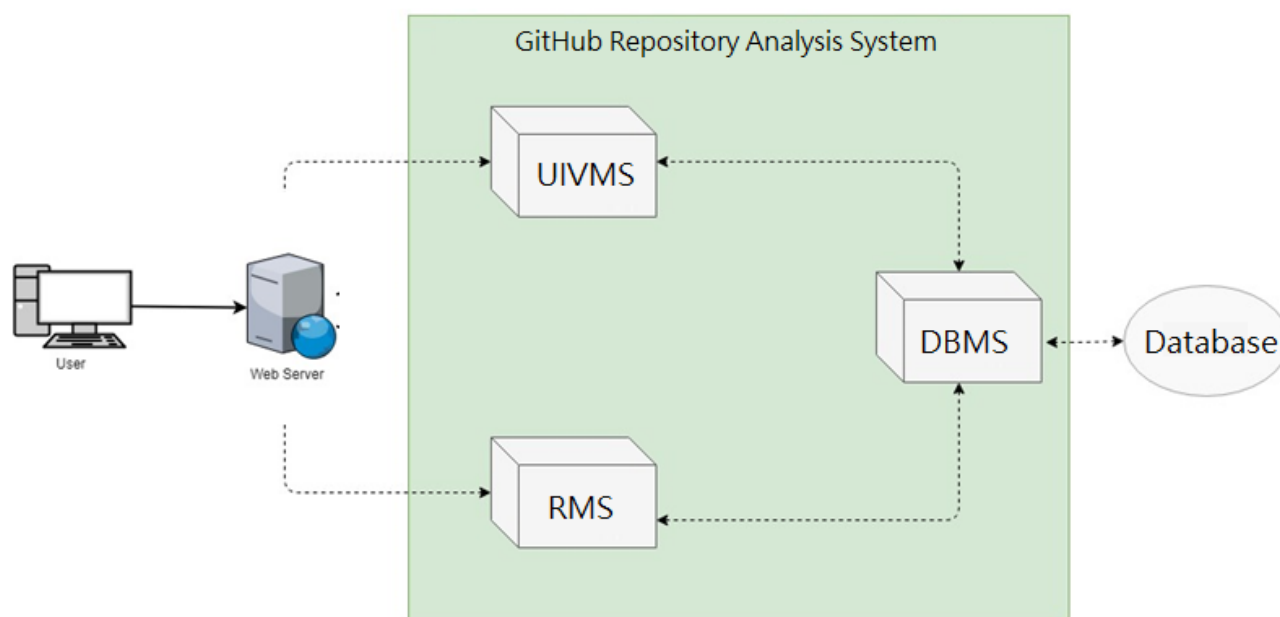 GitHub Repository Analysis System
UIVMS
User
Web Server
DBMS
Database
RMS